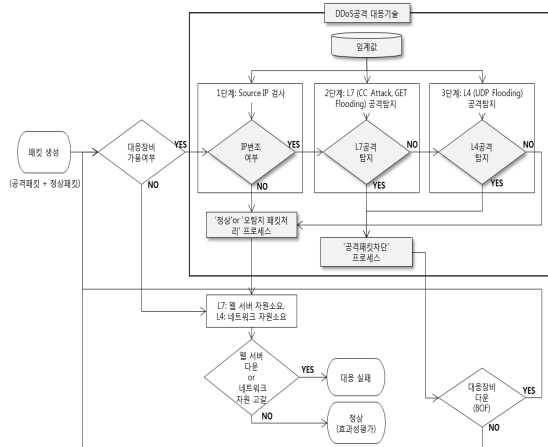 DDoS공격 대응기술
임계값
1단계: Source IP 검사
2단계: L7 (CC Attack, GET
Flooding) 공격탐지
3단계: L4 (UDP Flooding)
공격탐지
패킷 생성
(공격패킷 + 정상패킷)
대응장비
가용여부
YES
NO
IP변조
여부
YES
NO
L7공격
탐지
NO
YES
L4공격
탐지
NO
YES
'정상'or '오탐지 패킷처
리' 프로세스
'공격패킷차단'
프로세스
L7: 웹 서버 자원소요,
L4: 네트워크 자원소요
웹 서버
다운
or
네트워크
자원 고갈
YES
NO
대응 실패
정상
(효과성평가)
대응장비
다운
(BOF)
YES
NO